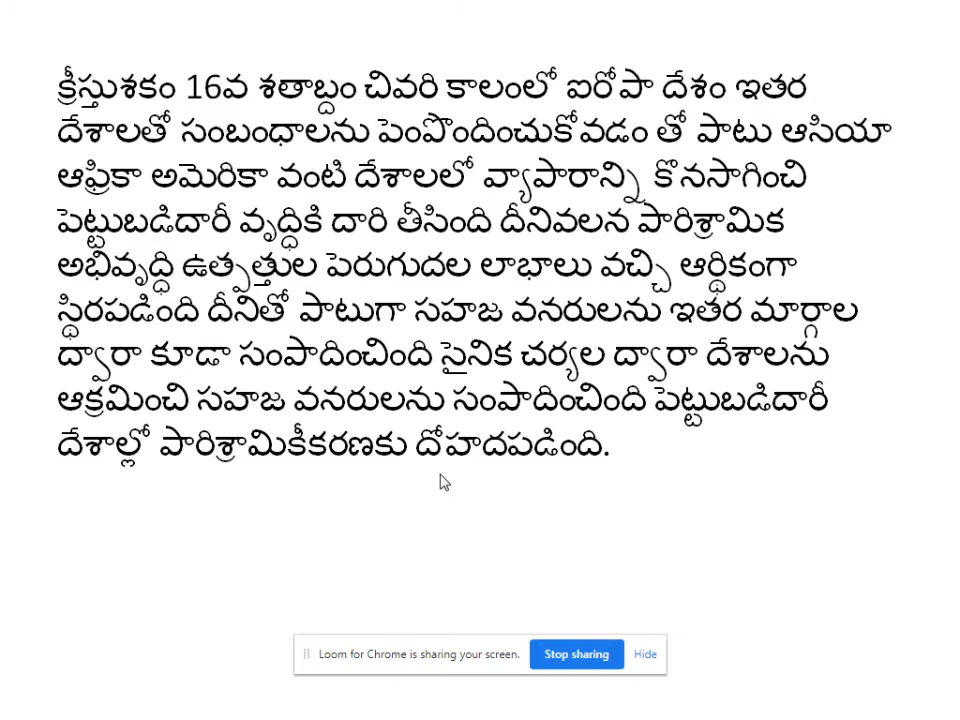 క్రీస్తుశకం 16వ శతాబ్దం చివరి కాలంలో ఐరోపా దేశం ఇతర
దేశాలతో సంబంధాలను పెంపొందించుకోవడం తో పాటు ఆసియా
ఆఫ్రికా అమెరికా వంటి దేశాలలో వ్యాపారాన్ని కొనసాగించి
పెట్టుబడిదారీ వృద్ధికి దారి తీసింది దీనివలన పారిశ్రామిక
అభివృద్ధి ఉత్పత్తుల పెరుగుదల లాభాలు వచ్చి ఆర్థికంగా
స్థిరపడింది దీనితో పాటుగా సహజ వనరులను ఇతర మార్గాల
ద్వారా కూడా సంపాదించింది సైనిక చర్యల ద్వారా దేశాలను
ఆక్రమించి సహజ వనరులను సంపాదించింది పెట్టుబడిదారీ
దేశాల్లో పారిశ్రామికీకరణకు దోహదపడింది.
Loom for Chrome is sharing your screen. Stop sharing Hide